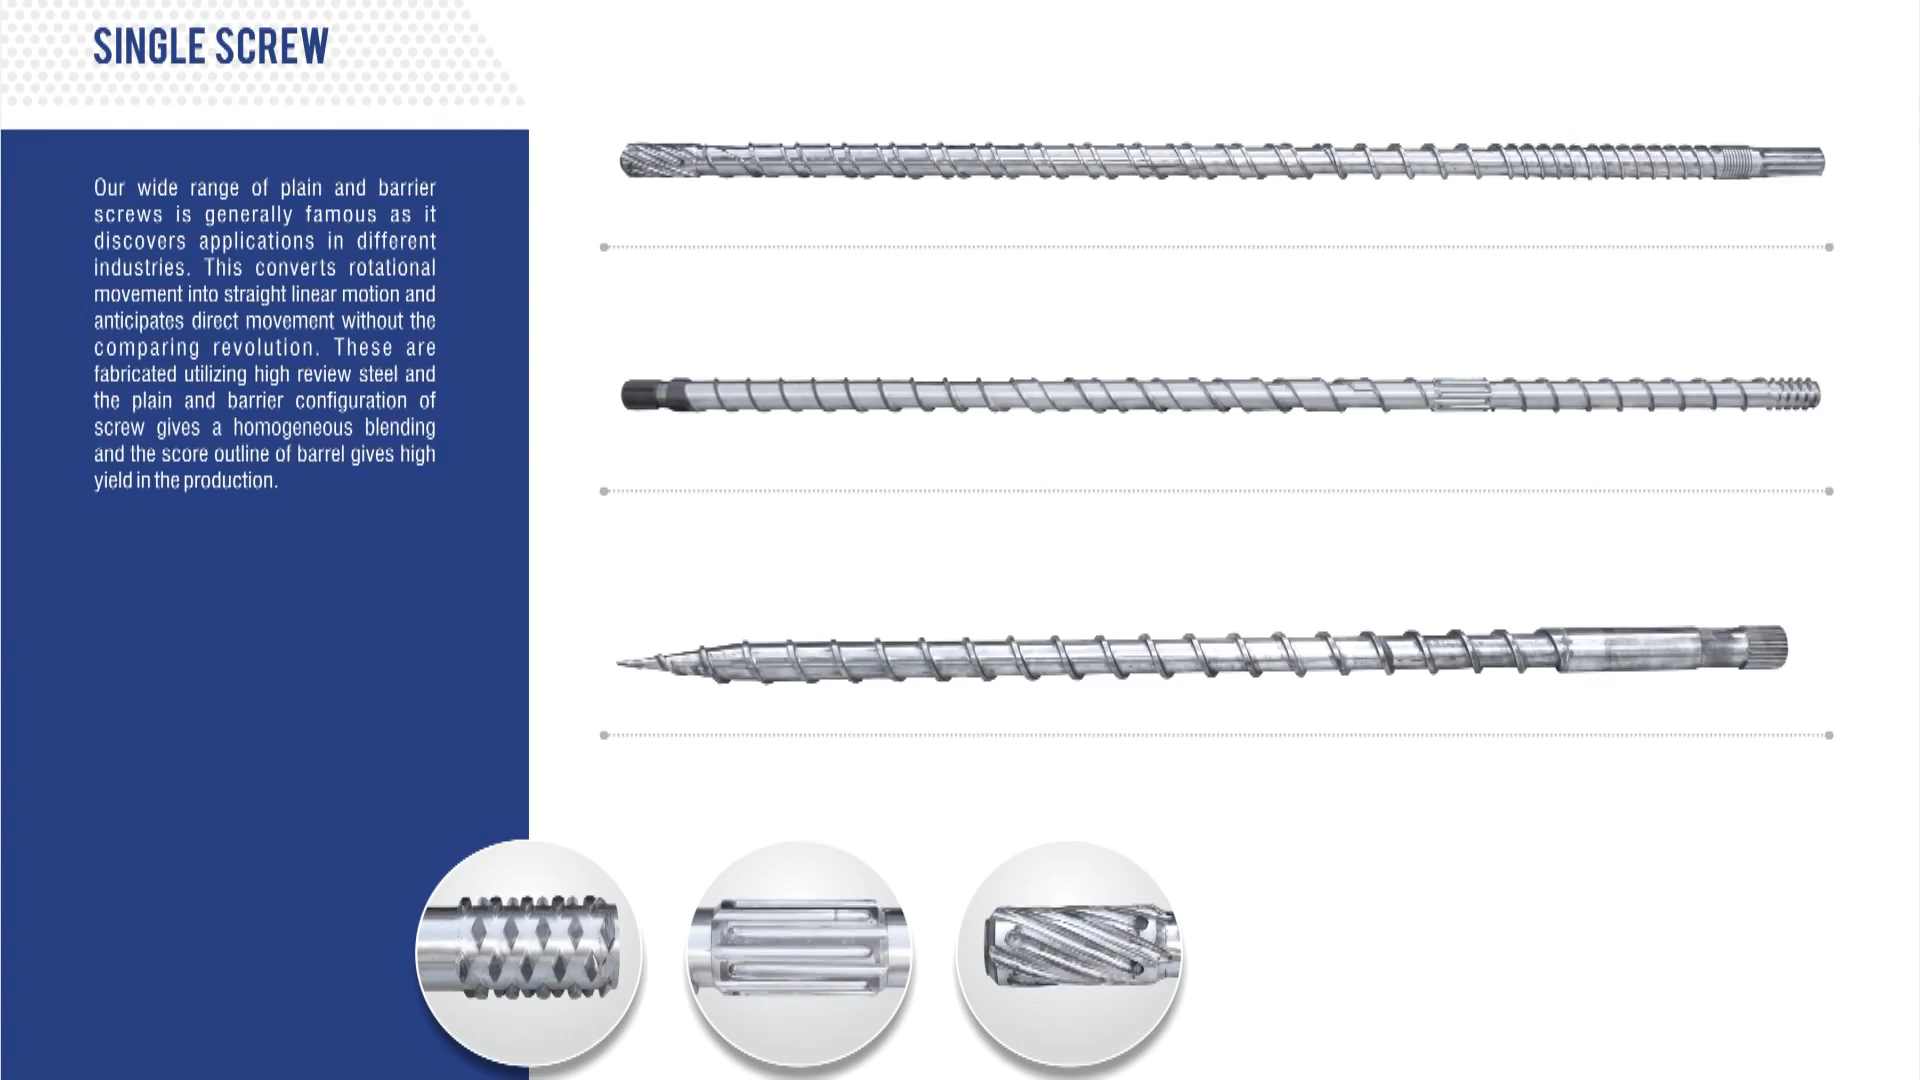 SINGLE SCREW
Our wide range of plain and barrier
screws is generally famous as it
discovers applications in different
industries. This converts rotational
movement into straight linear motion and
anticipates direct movement without the
comparing revolution. These are
fabricated utilizing high review steel and
the plain and barrier configuration of
screw gives a homogeneous blending
and the score outline of barrel gives high
yield in the production.